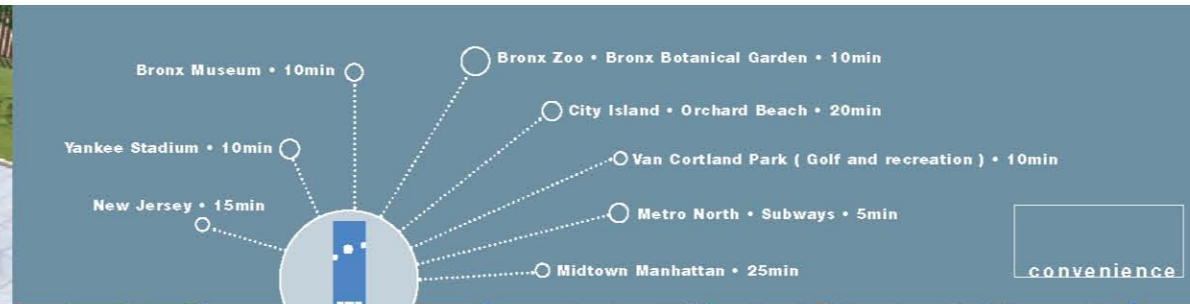 Bronx Museum • 10min
Bronx Zoo • Bronx Botanical Garden • 10min
City Island • Orchard Beach • 20min
Yankee Stadium • 10min
Van Cortland Park ( Golf and recreation ) • 10min
New Jersey • 15min
Metro North • Subways • 5min
Midtown Manhattan • 25min
convenience